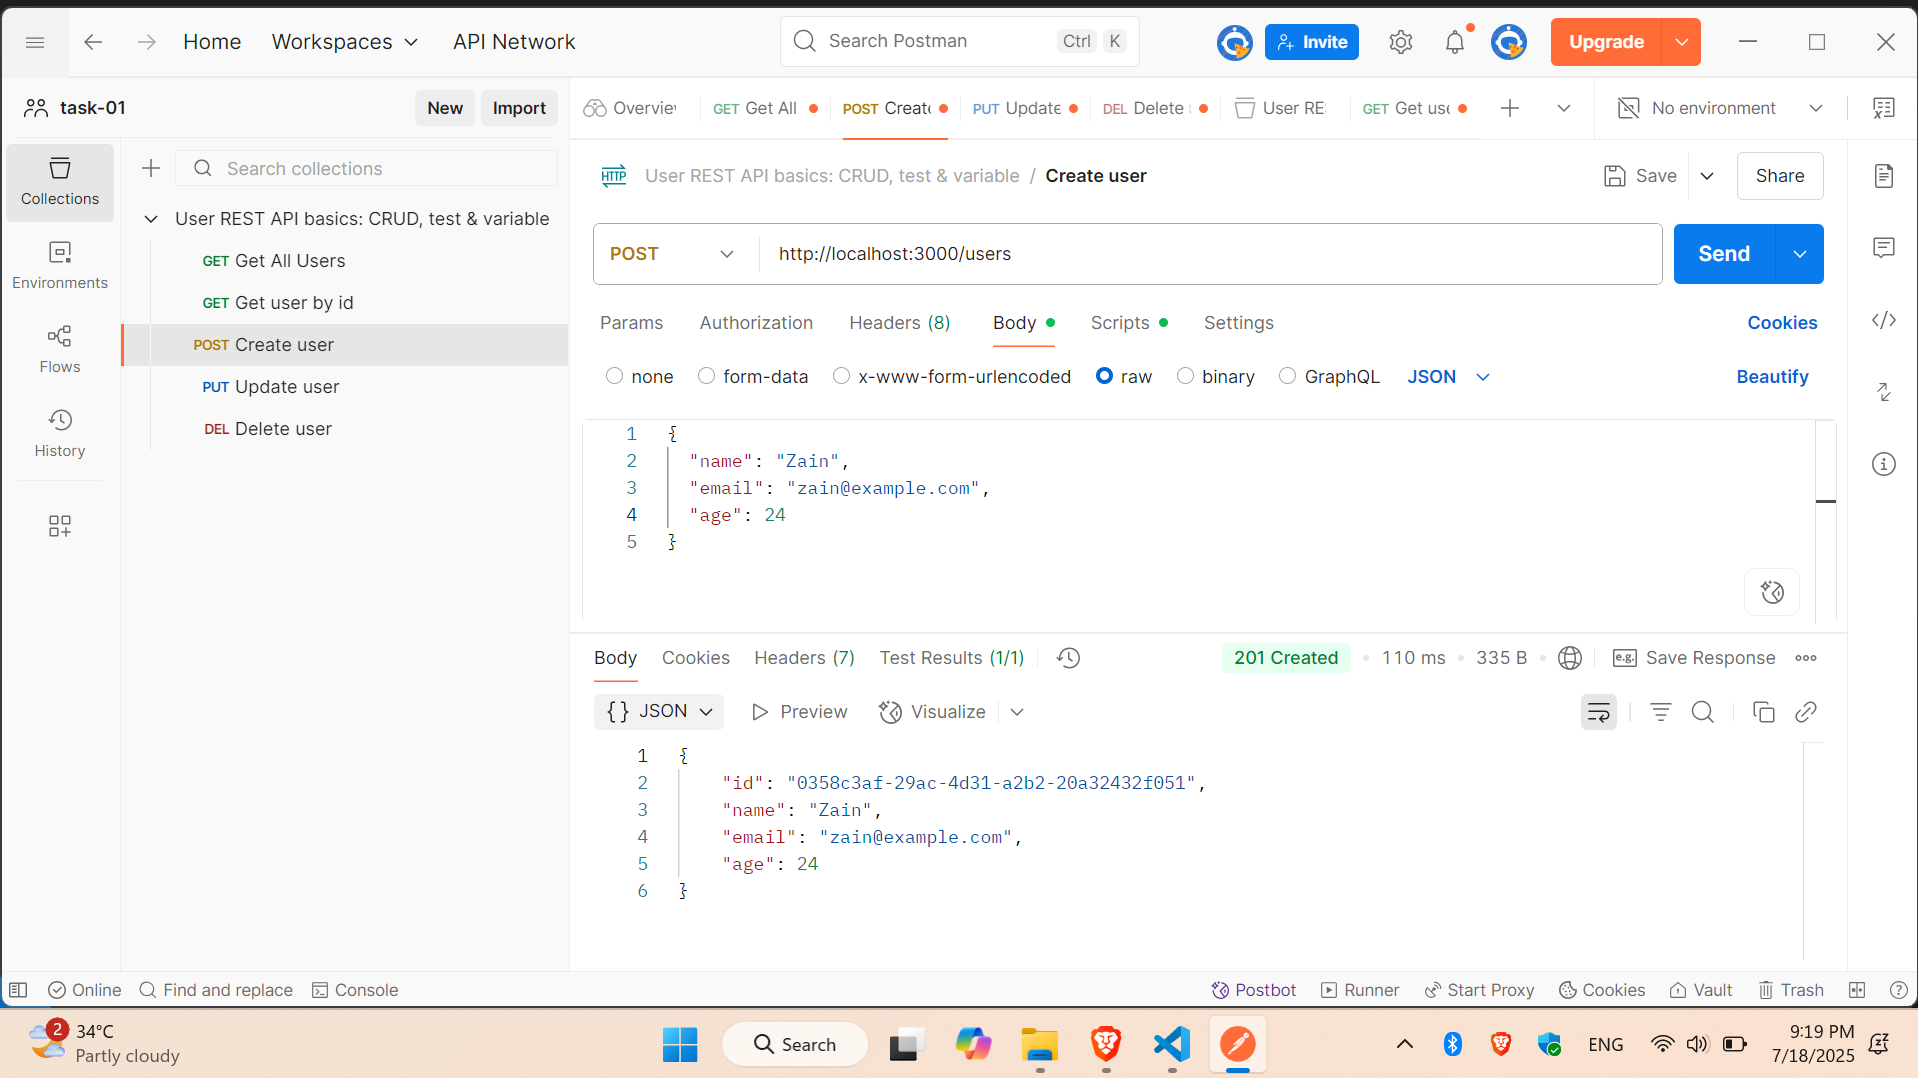 Home Workspaces API Network Search Postman Ctrl K Invite Upgrade
task-01 New Import
Overview GET Get All POST Create PUT Update DEL Delete User RE GET Get use No environment
Collections
Environments
Flows
History
Search collections
User REST API basics: CRUD, test & variable
GET Get All Users
GET Get user by id
POST Create user
PUT Update user
DEL Delete user
HTTP User REST API basics: CRUD, test & variable / Create user Save Share
POST http://localhost:3000/users Send
Params Authorization Headers (8) Body Scripts Settings Cookies
none form-data x-www-form-urlencoded raw binary GraphQL JSON Beautify
1 {
2 "name": "Zain",
3 "email": "zain@example.com",
4 "age": 24
5 }
Body Cookies Headers (7) Test Results (1/1) 201 Created 110 ms 335 B e.g. Save Response
{} JSON Preview Visualize
1 {
2 "id": "0358c3af-29ac-4d31-a2b2-20a32432f051",
3 "name": "Zain",
4 "email": "zain@example.com",
5 "age": 24
6 }
Online Find and replace Console Postbot Runner Start Proxy Cookies Vault Trash
2 34°C
Partly cloudy
Search
ENG
9:19 PM
7/18/2025